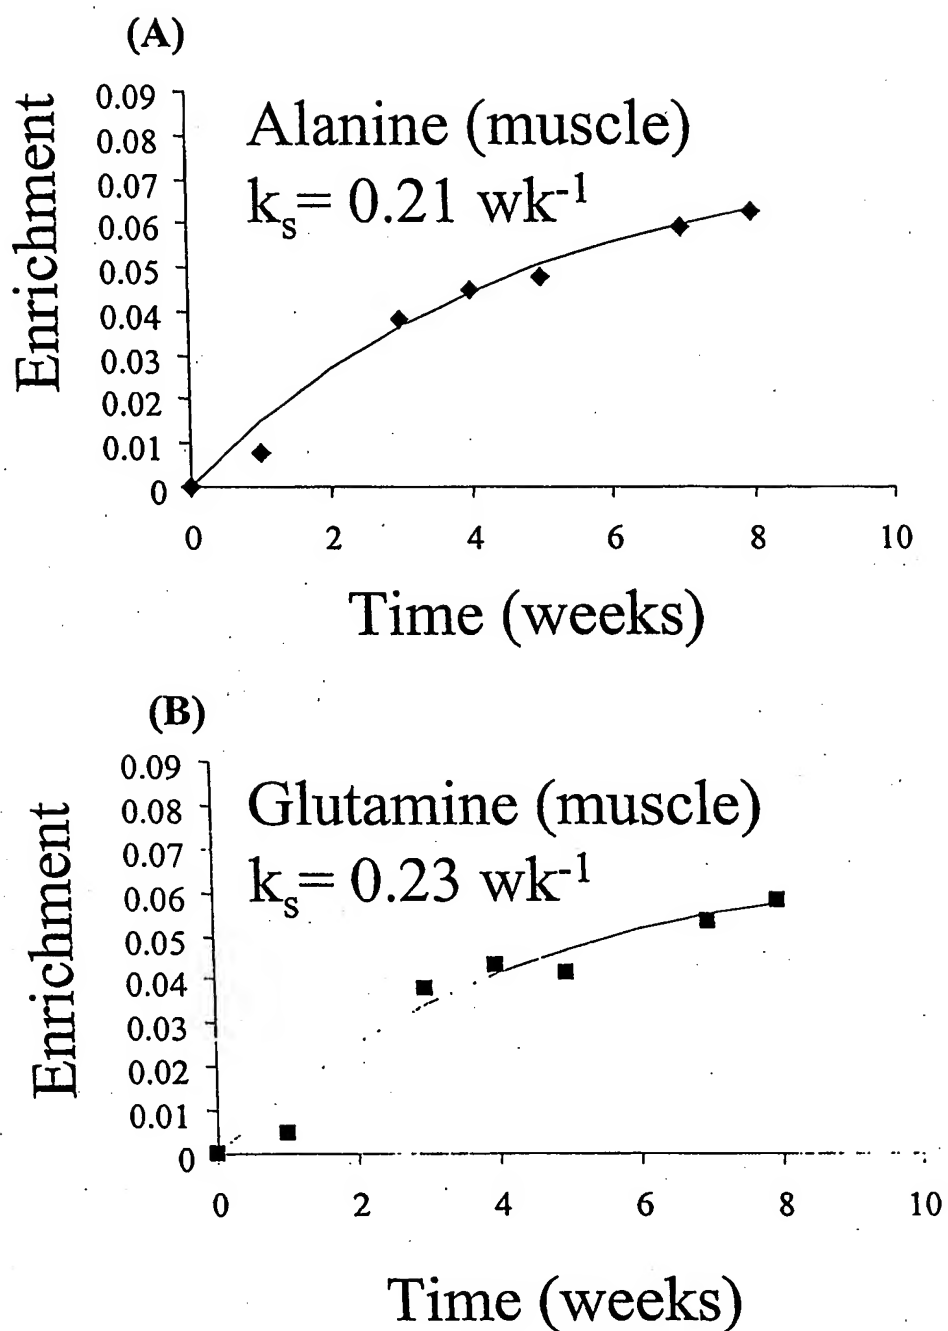 (A)
Enrichment
0.09
0.08
0.07
0.06
0.05
0.04
0.03
0.02
0.01
0
Alanine (muscle)
kₛ= 0.21 wk⁻¹
0 2 4 6 8 10
Time (weeks)
(B)
Enrichment
0.09
0.08
0.07
0.06
0.05
0.04
0.03
0.02
0.01
0
Glutamine (muscle)
kₛ= 0.23 wk⁻¹
0 2 4 6 8 10
Time (weeks)